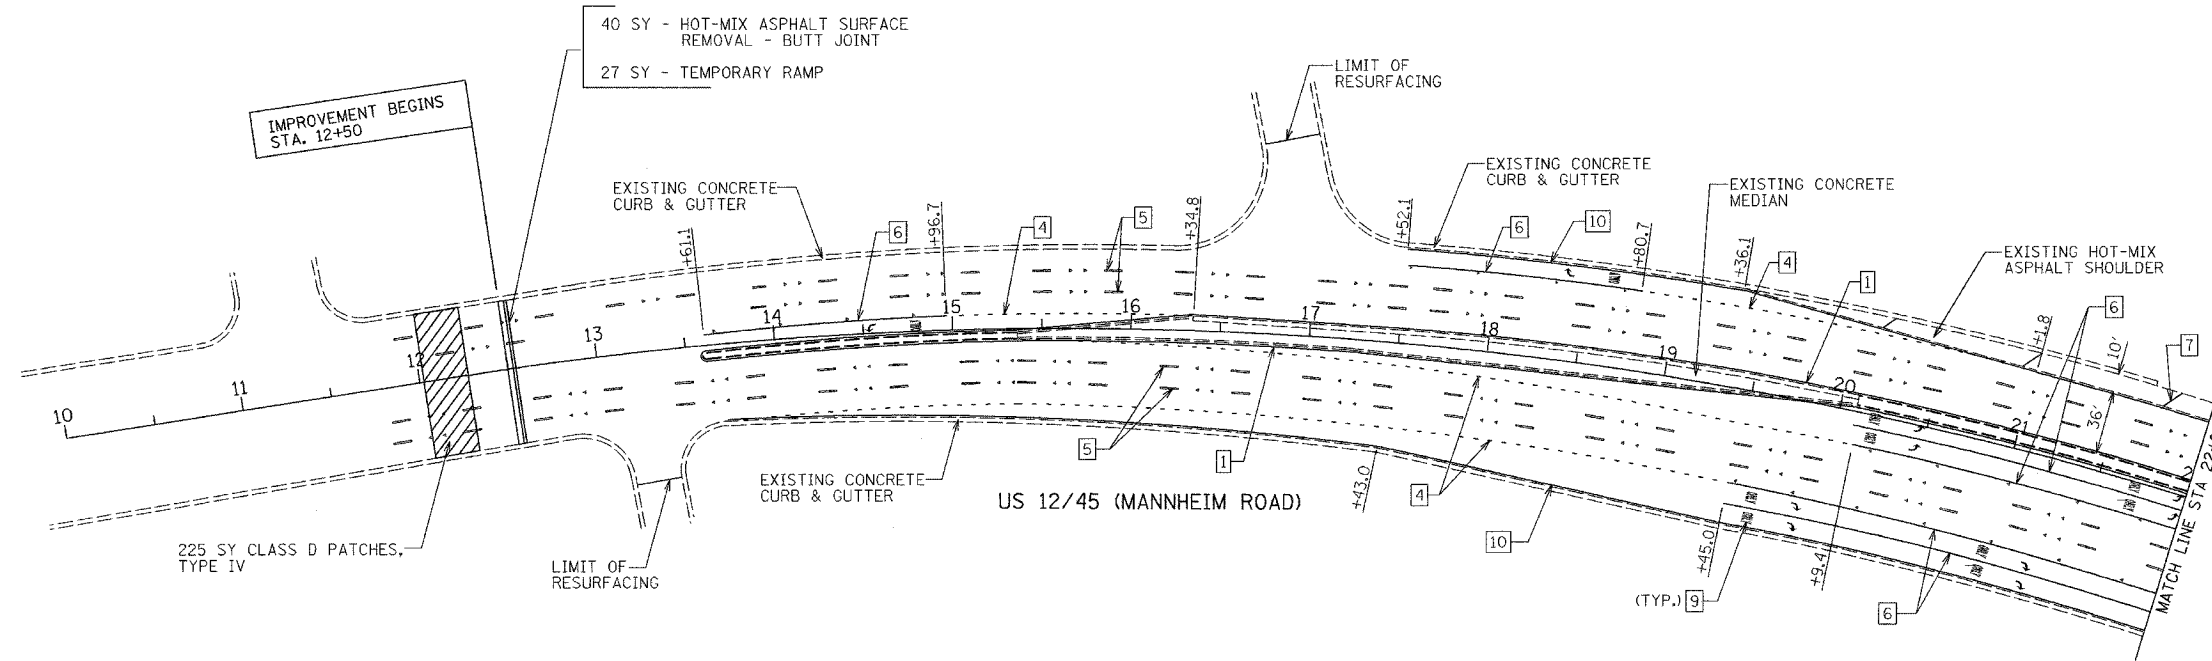 40 SY - HOT-MIX ASPHALT SURFACE
REMOVAL - BUTT JOINT
27 SY - TEMPORARY RAMP
IMPROVEMENT BEGINS
STA. 12+50
LIMIT OF
RESURFACING
EXISTING CONCRETE
CURB & GUTTER
EXISTING CONCRETE
CURB & GUTTER
EXISTING CONCRETE
MEDIAN
EXISTING HOT-MIX
ASPHALT SHOULDER
+61.1
6
+96.7
4
5
+34.8
+52.1
6
10
+80.7
+36.1
4
1
6
+1.8
10'
7
36'
10
11
12
13
14
15
16
17
18
19
20
21
EXISTING CONCRETE
CURB & GUTTER
5
1
4
+43.0
10
+45.0
+9.4
(TYP.) 9
6
US 12/45 (MANNHEIM ROAD)
225 SY CLASS D PATCHES,
TYPE IV
LIMIT OF
RESURFACING
MATCH LINE STA 22